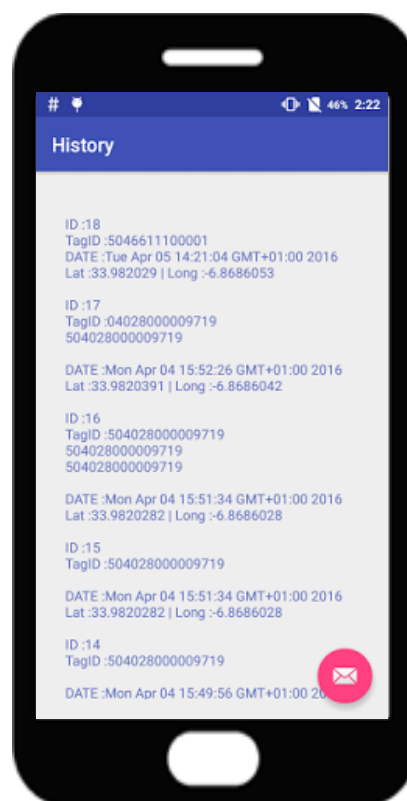 46% 2:22
History
ID :18
TagID :5046611100001
DATE :Tue Apr 05 14:21:04 GMT+01:00 2016
Lat :33.982029 | Long :-6.8686053
ID :17
TagID :04028000009719
504028000009719
DATE :Mon Apr 04 15:52:26 GMT+01:00 2016
Lat :33.9820391 | Long :-6.8686042
ID :16
TagID :504028000009719
504028000009719
504028000009719
DATE :Mon Apr 04 15:51:34 GMT+01:00 2016
Lat :33.9820282 | Long :-6.8686028
ID :15
TagID :504028000009719
DATE :Mon Apr 04 15:51:34 GMT+01:00 2016
Lat :33.9820282 | Long :-6.8686028
ID :14
TagID :504028000009719
DATE :Mon Apr 04 15:49:56 GMT+01:00